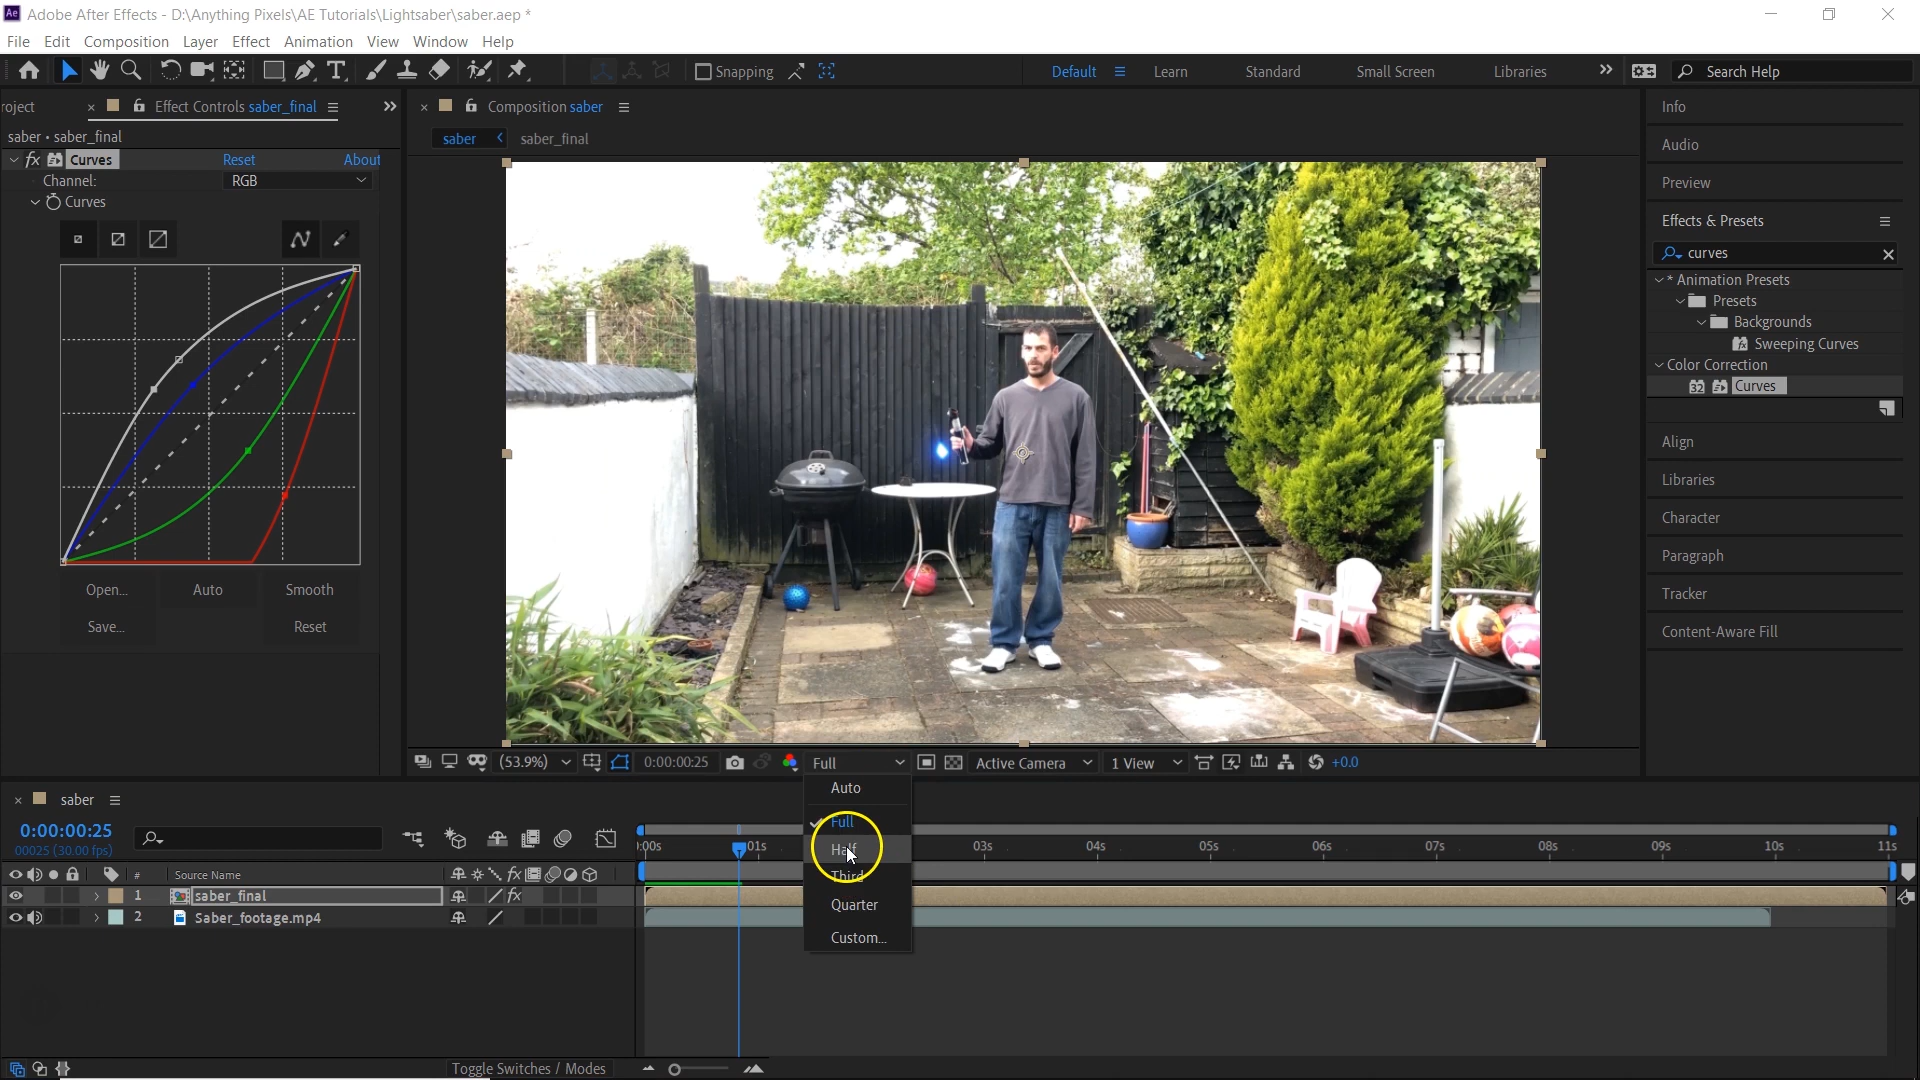 Ae Adobe After Effects - D:\Anything Pixels\AE Tutorials\Lightsaber\saber.aep *
File Edit Composition Layer Effect Animation View Window Help
Snapping Default Learn Standard Small Screen Libraries Search Help
roject Effect Controls saber_final
saber • saber_final
fx Curves Reset About
Channel: RGB
Curves
Open... Auto Smooth
Save... Reset
Composition saber
saber saber_final
(53.9%) 0:00:00:25 Full Active Camera 1 View +0.0
Auto
Full
Half
Third
Quarter
Custom...
Info
Audio
Preview
Effects & Presets
curves
* Animation Presets
Presets
Backgrounds
Sweeping Curves
Color Correction
32 Curves
Align
Libraries
Character
Paragraph
Tracker
Content-Aware Fill
saber
0:00:00:25
00025 (30.00 fps)
:00s 01s 03s 04s 05s 06s 07s 08s 09s 10s 11s
# Source Name fx
1 saber_final fx
2 Saber_footage.mp4
Toggle Switches / Modes